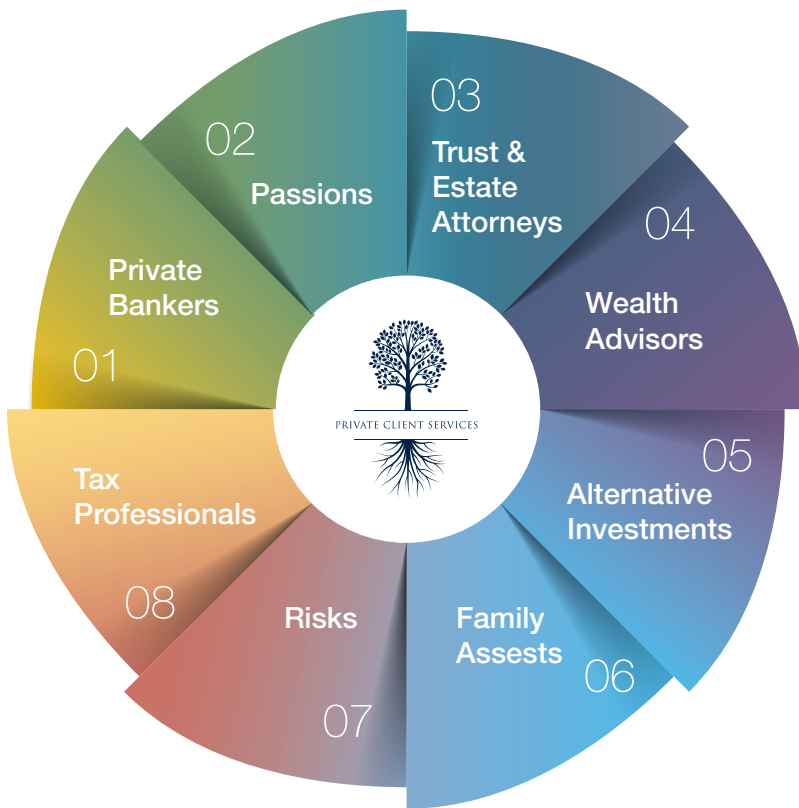 01
Private
Bankers
02
Passions
03
Trust &
Estate
Attorneys
04
Wealth
Advisors
05
Alternative
Investments
06
Family
Assests
07
Risks
08
Tax
Professionals
PRIVATE CLIENT SERVICES